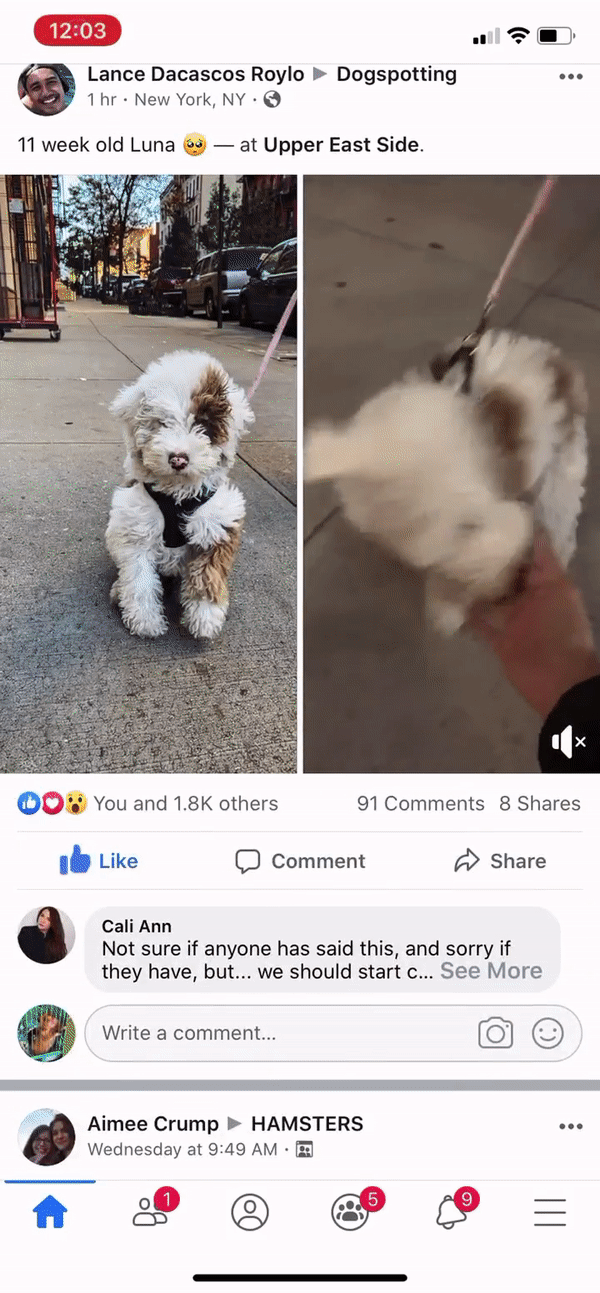 12:03
Lance Dacascos Roylo ▶ Dogspotting
1 hr · New York, NY ·
11 week old Luna 🥺 — at Upper East Side.
You and 1.8K others
91 Comments 8 Shares
Like
Comment
Share
Cali Ann
Not sure if anyone has said this, and sorry if
they have, but... we should start c... See More
Write a comment...
Aimee Crump ▶ HAMSTERS
Wednesday at 9:49 AM ·
1
5
9